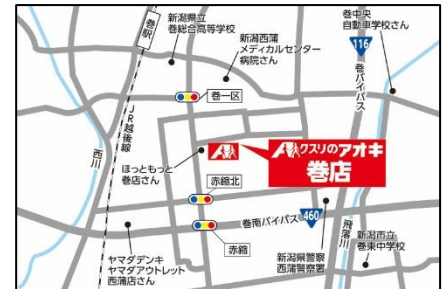 新潟県立
巻総合高等学校
巻駅
新潟西蒲
メディカルセンター
病院さん
巻中央
自動車学校さん
116
巻バイパス
巻一区
JR越後線
西川
ほっともっと
巻店さん
クスリのアオキ
巻店
赤鏥北
巻南バイパス
460
飛落川
赤鏥
ヤマダデンキ
ヤマダアウトレット
西蒲店さん
新潟県警察
西蒲警察署
新潟市立
巻東中学校